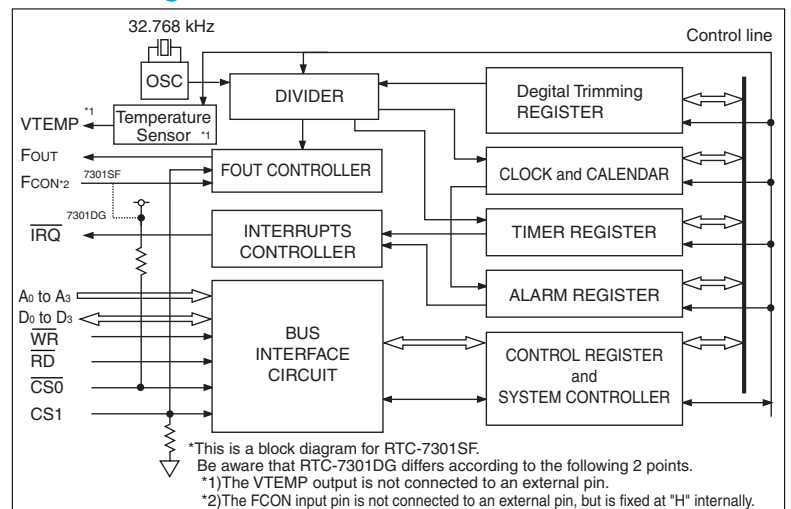 32.768 kHz
Control line
OSC
DIVIDER
Degital Trimming
REGISTER
VTEMP *1
Temperature
Sensor *1
FOUT
FOUT CONTROLLER
CLOCK and CALENDAR
FCON*2
7301SF
7301DG
IRQ
INTERRUPTS
CONTROLLER
TIMER REGISTER
ALARM REGISTER
A0 to A3
D0 to D3
WR
RD
CS0
CS1
BUS
INTERFACE
CIRCUIT
CONTROL REGISTER
and
SYSTEM CONTROLLER
*This is a block diagram for RTC-7301SF.
Be aware that RTC-7301DG differs according to the following 2 points.
*1)The VTEMP output is not connected to an external pin.
*2)The FCON input pin is not connected to an external pin, but is fixed at "H" internally.